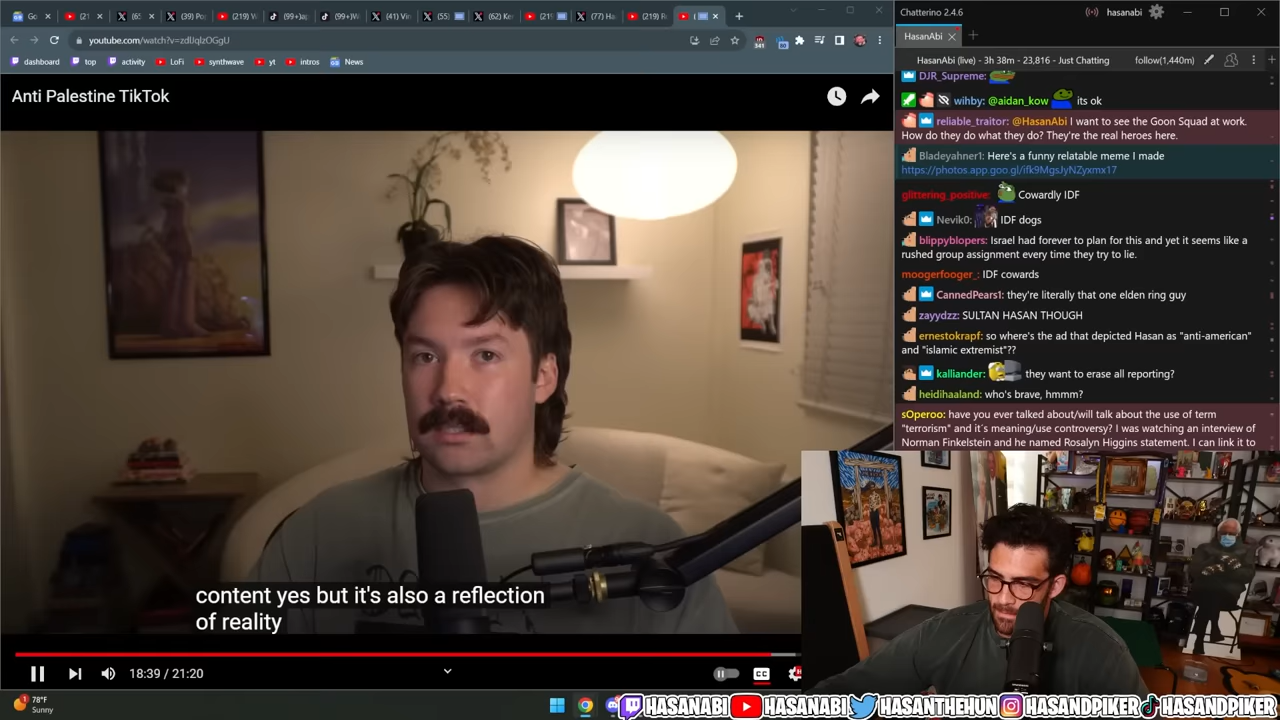 youtube.com/watch?v=zdUqlzOGgU
dashboard top activity LoFi synthwave yt intros News
Anti Palestine TikTok
content yes but it's also a reflection
of reality
18:39 / 21:20
CC
78°F
Sunny
Chatterino 2.4.6
hasanabi
HasanAbi
HasanAbi (live) - 3h 38m - 23,816 - Just Chatting
follow(1,440m)
DJR_Supreme:
wihby: @aidan_kow its ok
reliable_traitor: @HasanAbi I want to see the Goon Squad at work.
How do they do what they do? They're the real heroes here.
Bladeyahner1: Here's a funny relatable meme I made
https://photos.app.goo.gl/ifk9MgsJyNZyxmx17
glittering_positive: Cowardly IDF
Nevik0: IDF dogs
blippyblopers: Israel had forever to plan for this and yet it seems like a
rushed group assignment every time they try to lie.
moogerfooger_: IDF cowards
CannedPears1: they're literally that one elden ring guy
zayydzz: SULTAN HASAN THOUGH
ernestokrapf: so where's the ad that depicted Hasan as "anti-american"
and "islamic extremist"??
kalliander: they want to erase all reporting?
heidihaaland: who's brave, hmmm?
sOperoo: have you ever talked about/will talk about the use of term
"terrorism" and it´s meaning/use controversy? I was watching an interview of
Norman Finkelstein and he named Rosalyn Higgins statement. I can link it to
HASANABI HASANABI HASANTHEHUN HASANDPIKER HASANDPIKER